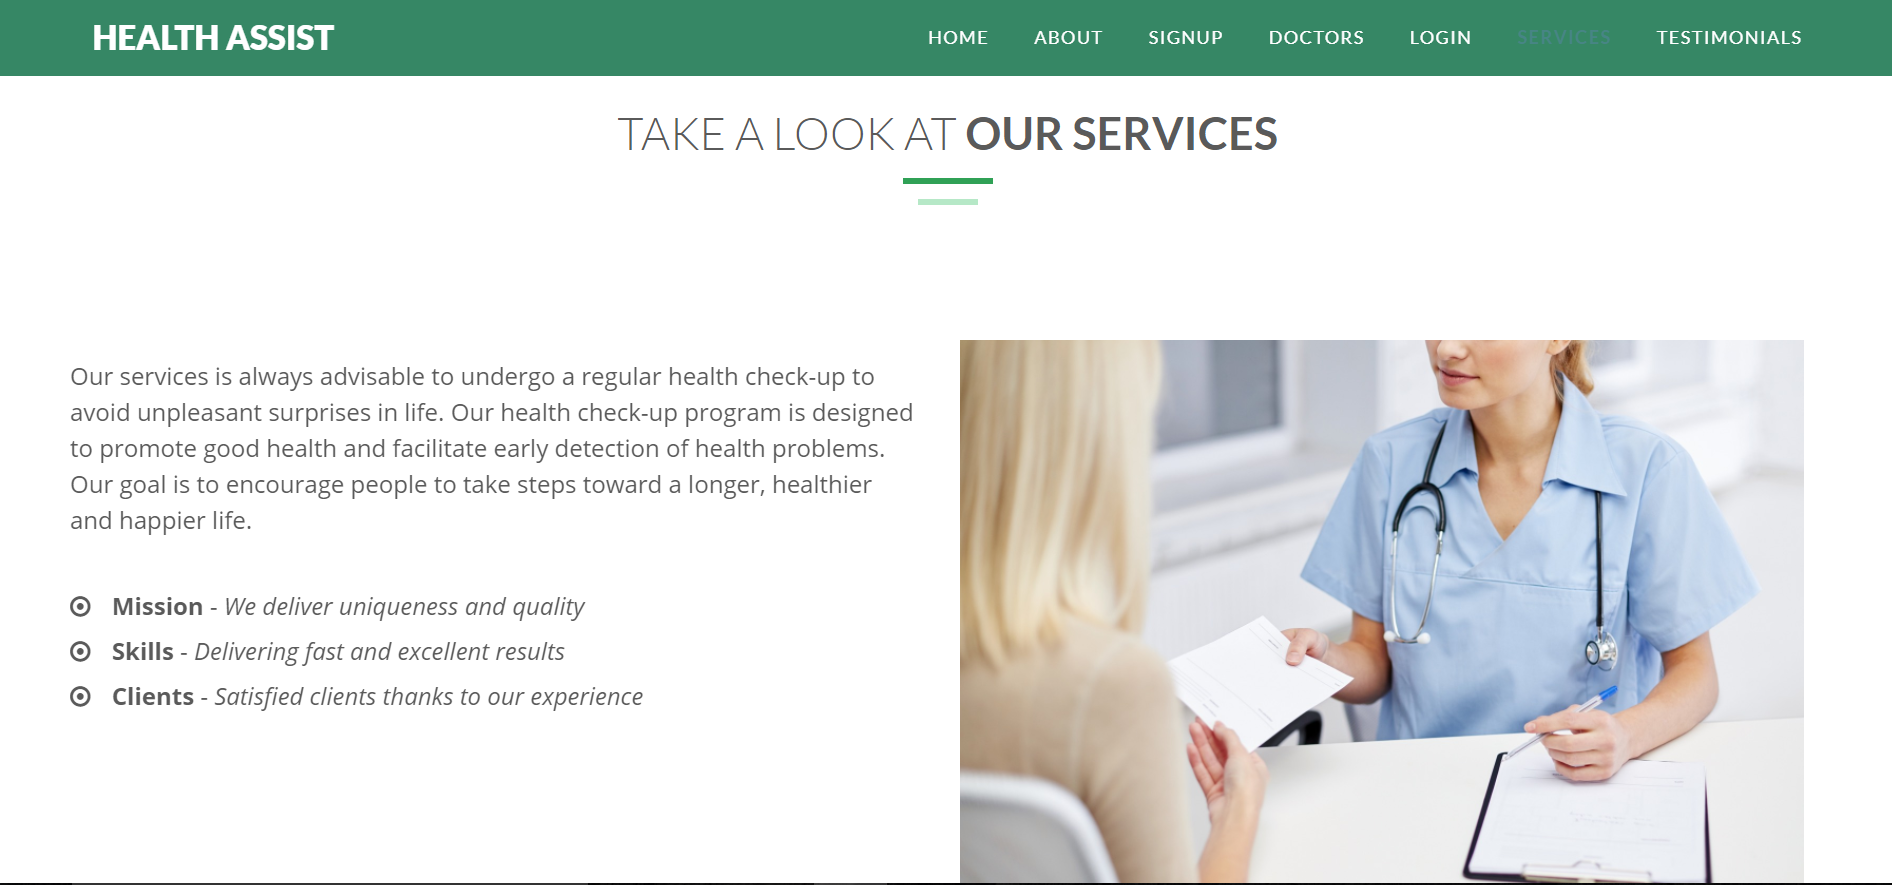 HEALTH ASSIST
HOME ABOUT SIGNUP DOCTORS LOGIN SERVICES TESTIMONIALS
TAKE A LOOK AT OUR SERVICES
Our services is always advisable to undergo a regular health check-up to
avoid unpleasant surprises in life. Our health check-up program is designed
to promote good health and facilitate early detection of health problems.
Our goal is to encourage people to take steps toward a longer, healthier
and happier life.
Mission - We deliver uniqueness and quality
Skills - Delivering fast and excellent results
Clients - Satisfied clients thanks to our experience